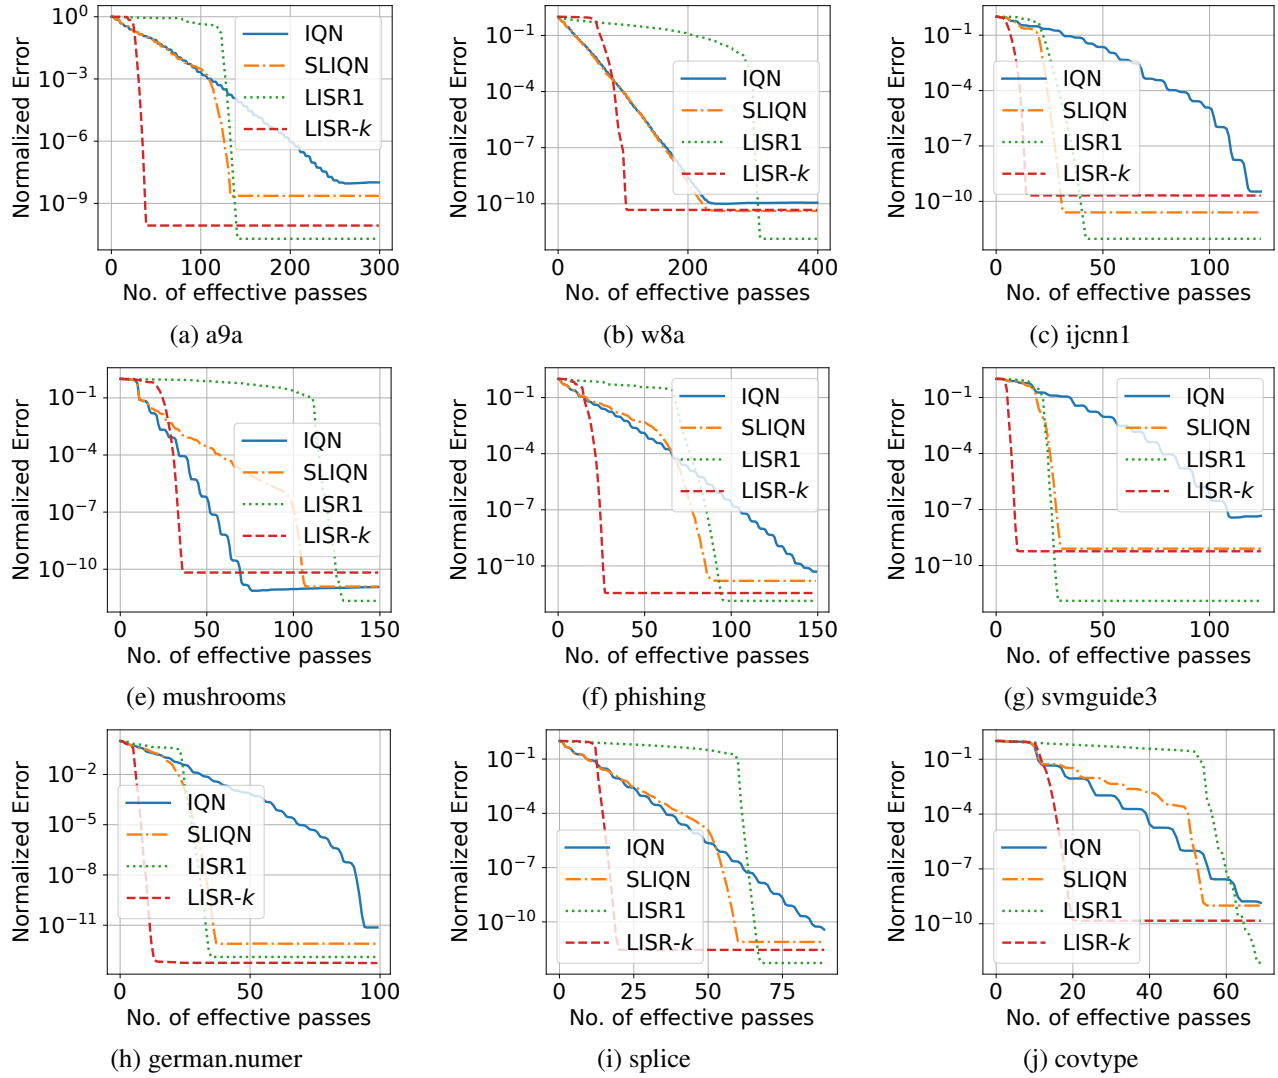 10^0
10^−3
10^−6
10^−9
Normalized Error
0 100 200 300
No. of effective passes
IQN
SLIQN
LISR1
LISR-k
(a) a9a
10^−1
10^−4
10^−7
10^−10
Normalized Error
0 200 400
No. of effective passes
IQN
SLIQN
LISR1
LISR-k
(b) w8a
10^−1
10^−4
10^−7
10^−10
Normalized Error
0 50 100
No. of effective passes
IQN
SLIQN
LISR1
LISR-k
(c) ijcnn1
10^−1
10^−4
10^−7
10^−10
Normalized Error
0 50 100 150
No. of effective passes
IQN
SLIQN
LISR1
LISR-k
(e) mushrooms
10^−1
10^−4
10^−7
10^−10
Normalized Error
0 50 100 150
No. of effective passes
IQN
SLIQN
LISR1
LISR-k
(f) phishing
10^−1
10^−4
10^−7
10^−10
Normalized Error
0 50 100
No. of effective passes
IQN
SLIQN
LISR1
LISR-k
(g) svmguide3
10^−2
10^−5
10^−8
10^−11
Normalized Error
0 50 100
No. of effective passes
IQN
SLIQN
LISR1
LISR-k
(h) german.numer
10^−1
10^−4
10^−7
10^−10
Normalized Error
0 25 50 75
No. of effective passes
IQN
SLIQN
LISR1
LISR-k
(i) splice
10^−1
10^−4
10^−7
10^−10
Normalized Error
0 20 40 60
No. of effective passes
IQN
SLIQN
LISR1
LISR-k
(j) covtype